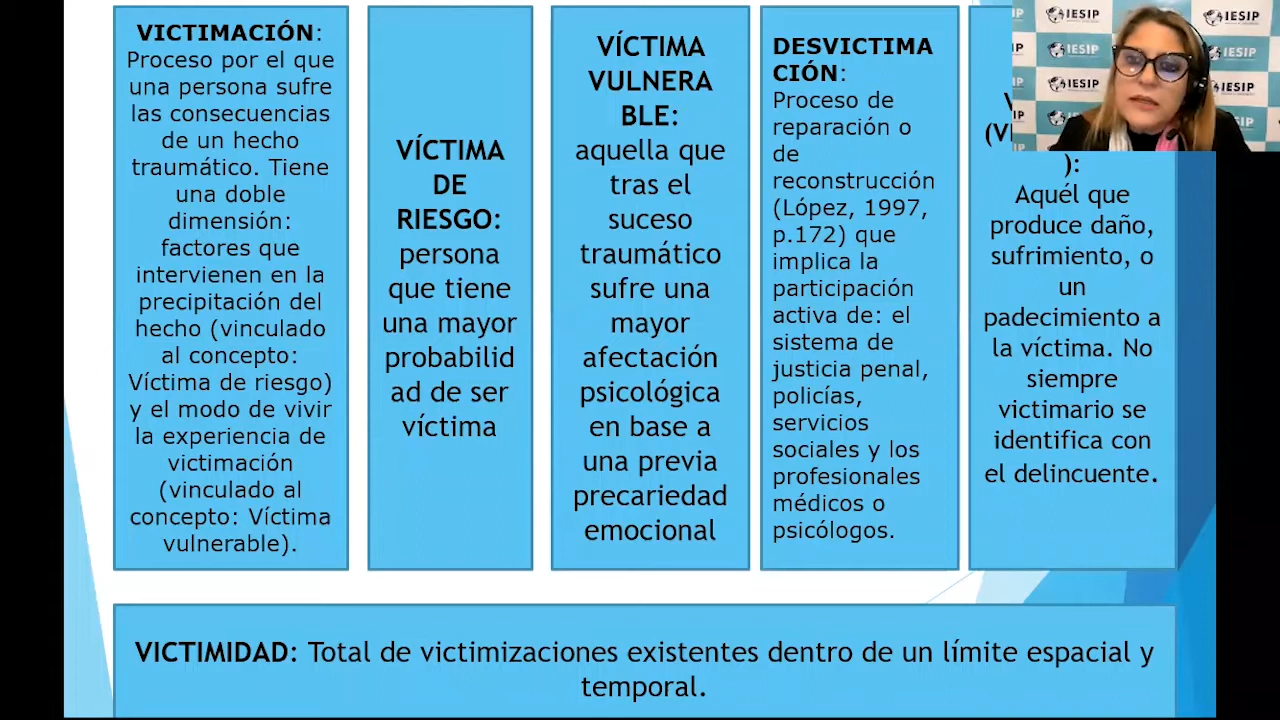 VICTIMACIÓN:
Proceso por el que
una persona sufre
las consecuencias
de un hecho
traumático. Tiene
una doble
dimensión:
factores que
intervienen en la
precipitación del
hecho (vinculado
al concepto:
Víctima de riesgo)
y el modo de vivir
la experiencia de
victimación
(vinculado al
concepto: Víctima
vulnerable).
VÍCTIMA
DE
RIESGO:
persona
que tiene
una mayor
probabilid
ad de ser
víctima
VÍCTIMA
VULNERA
BLE:
aquella que
tras el
suceso
traumático
sufre una
mayor
afectación
psicológica
en base a
una previa
precariedad
emocional
DESVICTIMA
CIÓN:
Proceso de
reparación o
de
reconstrucción
(López, 1997,
p.172) que
implica la
participación
activa de: el
sistema de
justicia penal,
policías,
servicios
sociales y los
profesionales
médicos o
psicólogos.
):
Aquél que
produce daño,
sufrimiento, o
un
padecimiento a
la víctima. No
siempre
victimario se
identifica con
el delincuente.
VICTIMIDAD: Total de victimizaciones existentes dentro de un límite espacial y
temporal.
IESIP
IESIP
IESIP
IESIP
IESIP
IESIP
IESIP